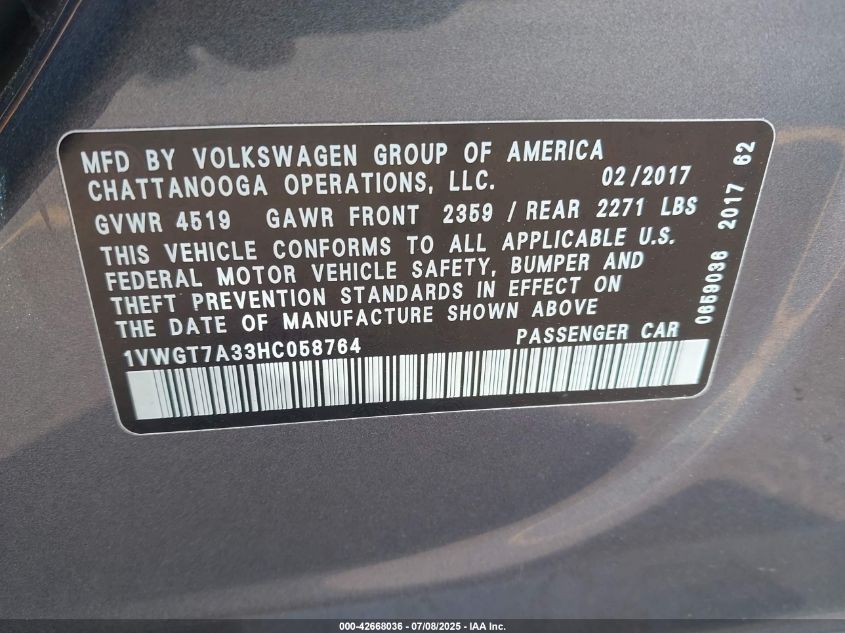 MFD BY VOLKSWAGEN GROUP OF AMERICA
CHATTANOOGA OPERATIONS, LLC. 02/2017
GVWR 4519 GAWR FRONT 2359 / REAR 2271 LBS
THIS VEHICLE CONFORMS TO ALL APPLICABLE U.S.
FEDERAL MOTOR VEHICLE SAFETY, BUMPER AND
THEFT PREVENTION STANDARDS IN EFFECT ON
THE DATE OF MANUFACTURE SHOWN ABOVE
1VWGT7A33HC058764 PASSENGER CAR
0659036 2017 62
000-42668036 - 07/08/2025 - IAA Inc.